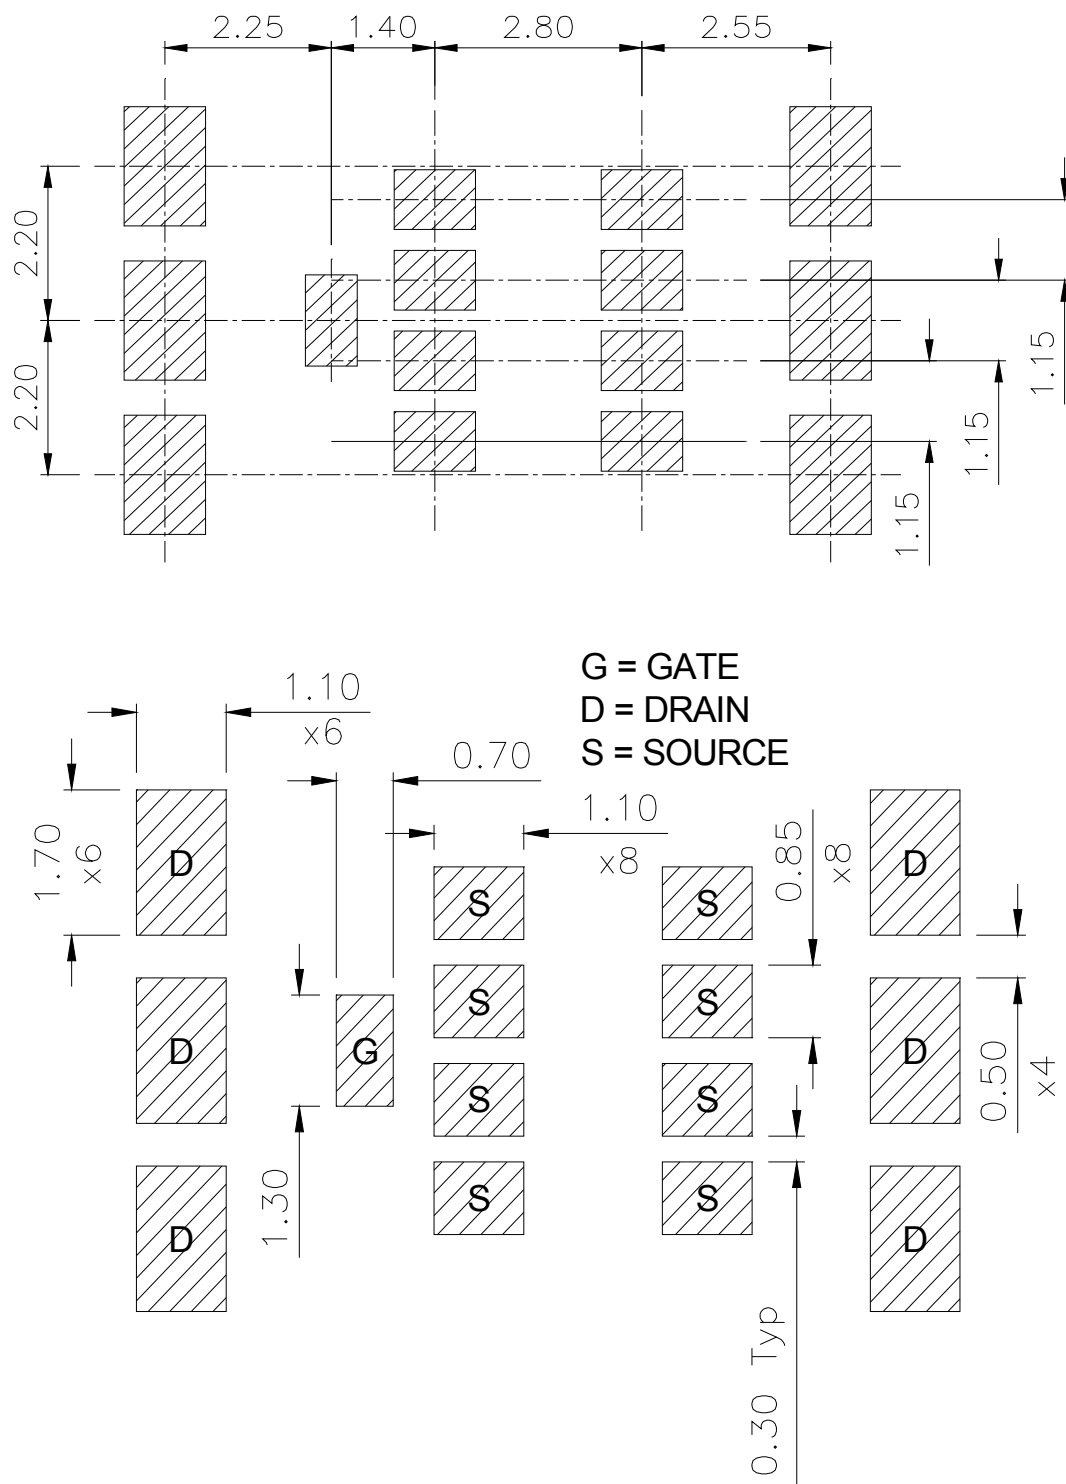 2.25
1.40
2.80
2.55
2.20
2.20
1.15
1.15
1.15
G = GATE
D = DRAIN
S = SOURCE
1.10
x6
0.70
1.10
x8
1.70
x6
0.85
x8
D
S
S
D
S
S
D
G
D
0.50
x4
S
S
1.30
S
S
D
D
0.30 Typ